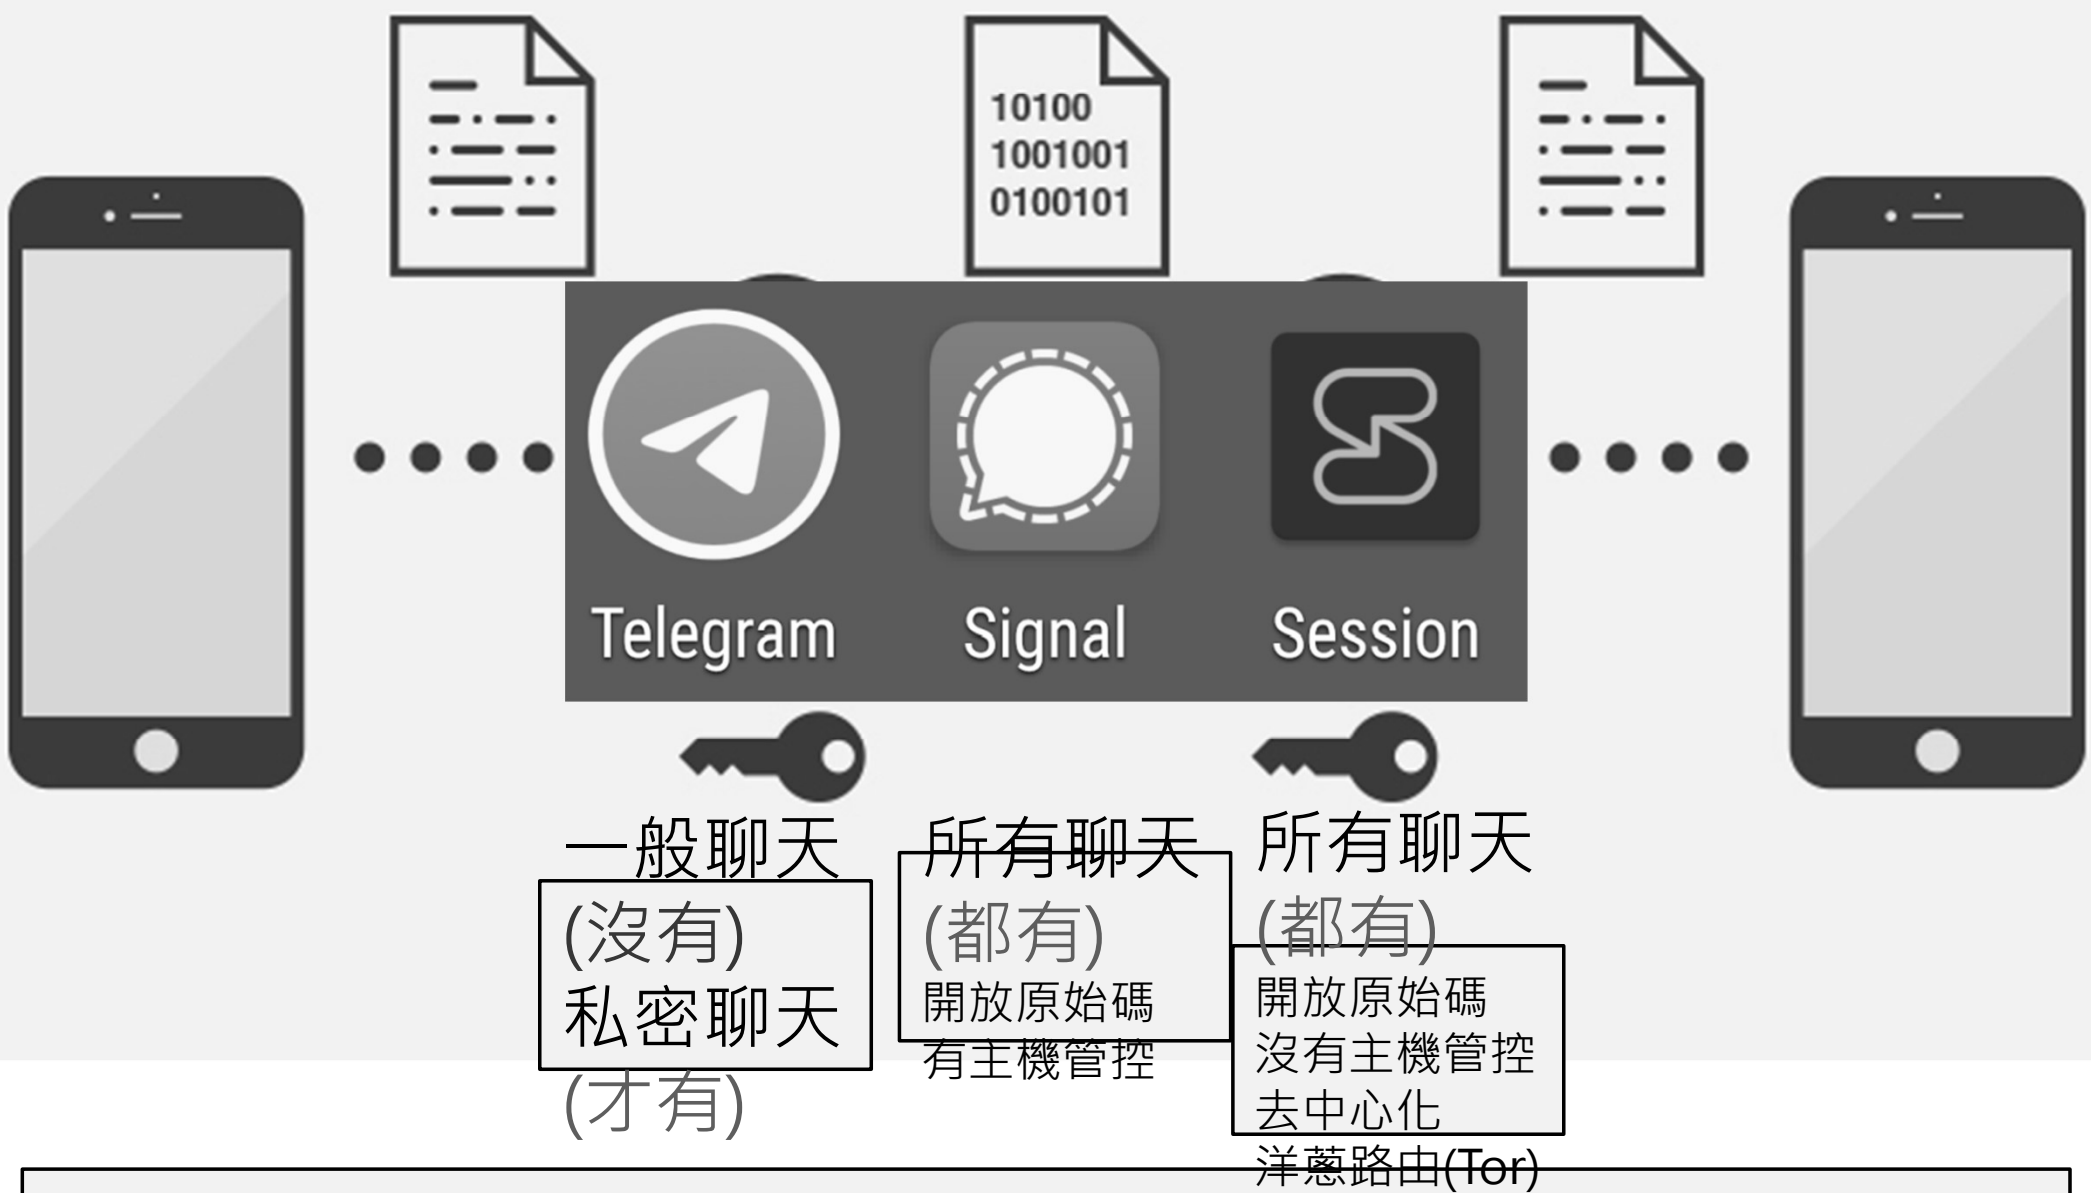 10100
1001001
0100101
Telegram
Signal
Session
一般聊天
(沒有)
私密聊天
(才有)
所有聊天
(都有)
開放原始碼
有主機管控
所有聊天
(都有)
開放原始碼
沒有主機管控
去中心化
洋蔥路由(Tor)